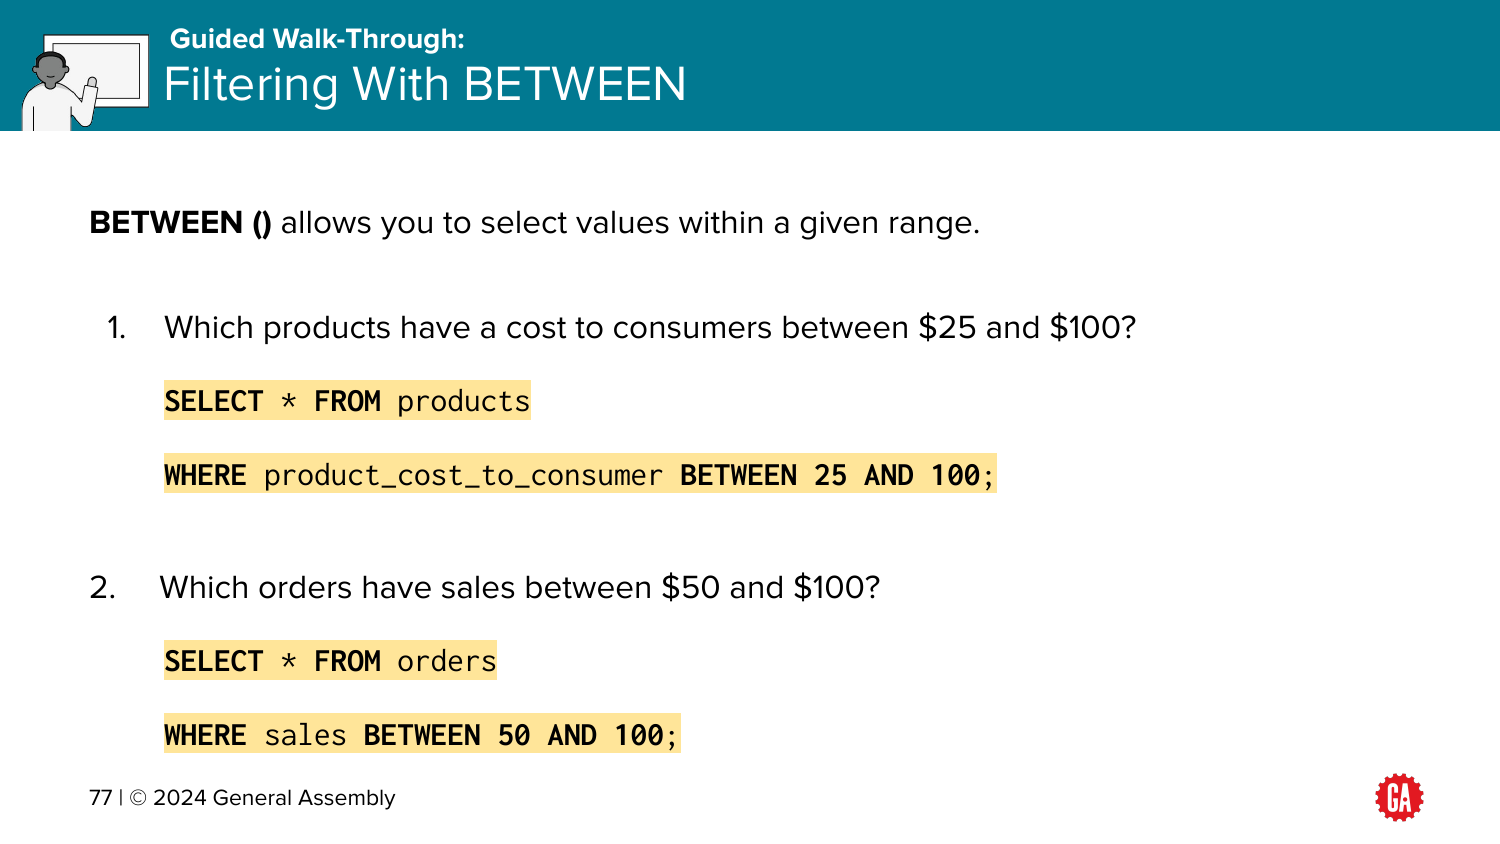 Guided Walk-Through:
Filtering With BETWEEN
BETWEEN () allows you to select values within a given range.
1. Which products have a cost to consumers between $25 and $100?
SELECT * FROM products
WHERE product_cost_to_consumer BETWEEN 25 AND 100;
2. Which orders have sales between $50 and $100?
SELECT * FROM orders
WHERE sales BETWEEN 50 AND 100;
77 | © 2024 General Assembly
GA